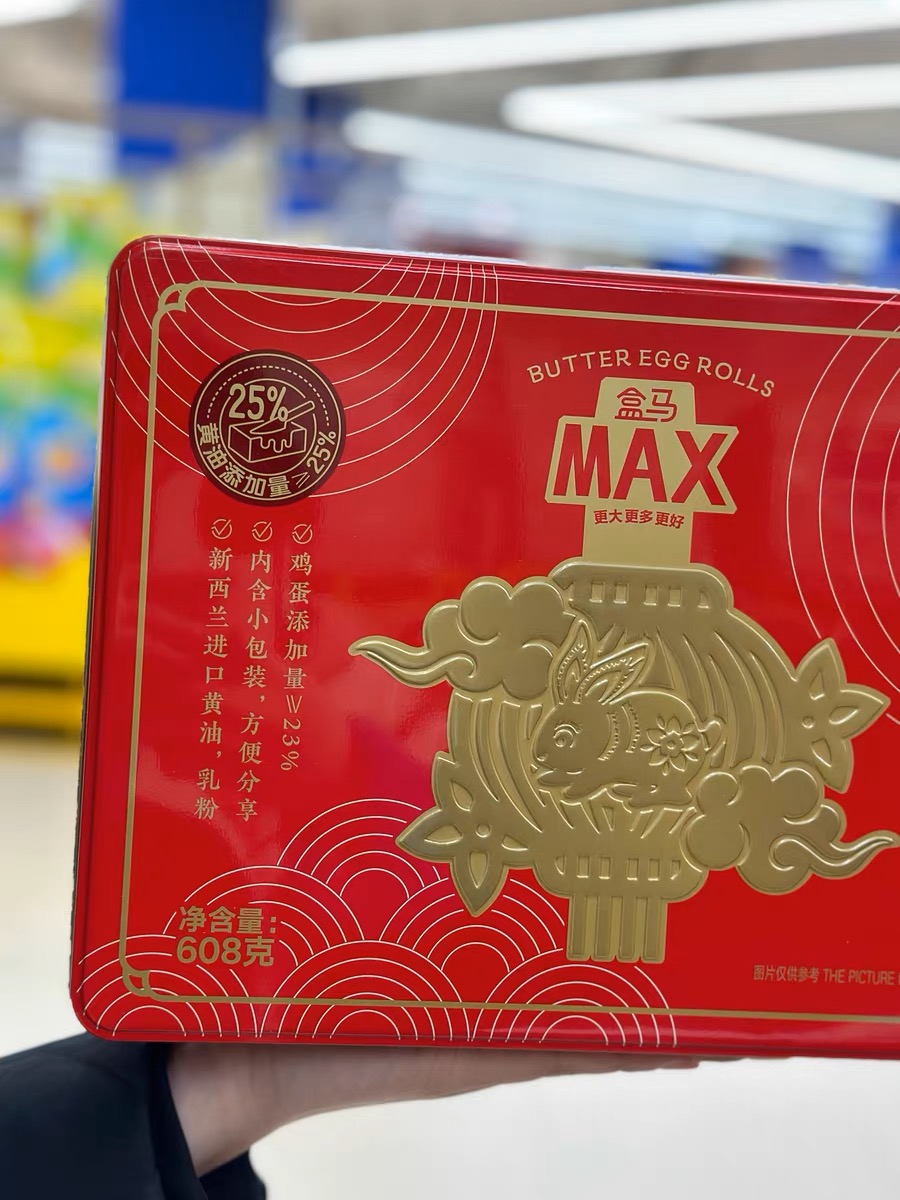 BUTTER EGG ROLLS
盒马
MAX
更大更多更好
25%
黄油添加量≥25%
鸡蛋添加量≥23%
内含小包装，方便分享
新西兰进口黄油，乳粉
净含量：
608克
图片仅供参考 THE PICTURE